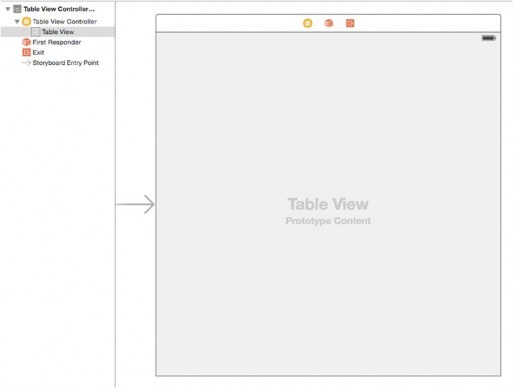 Table View Controller...
Table View Controller
Table View
First Responder
Exit
Storyboard Entry Point
Table View
Prototype Content